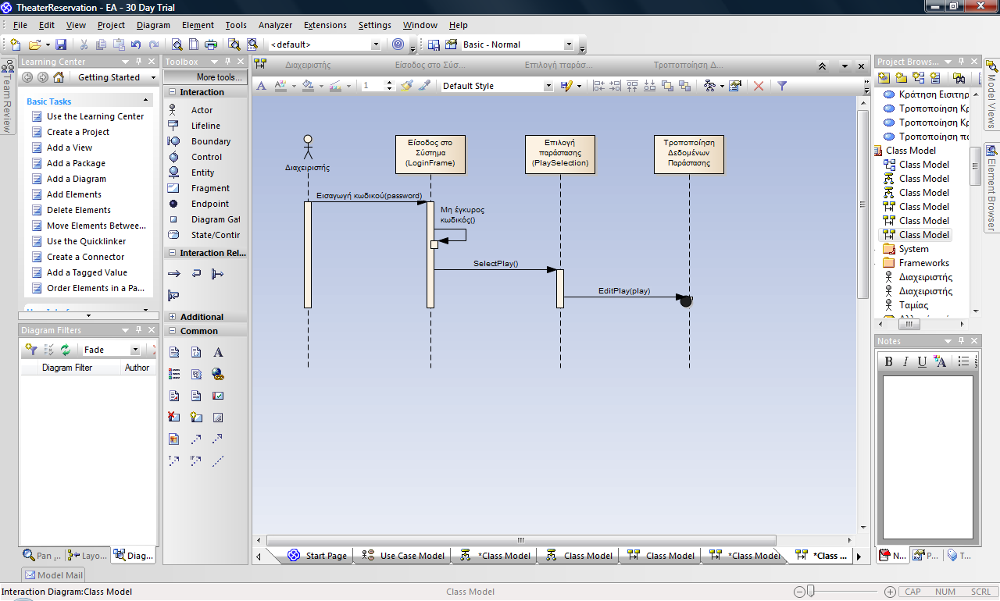 TheaterReservation - EA - 30 Day Trial
File Edit View Project Diagram Element Tools Analyzer Extensions Settings Window Help
<default>
Basic - Normal
Learning Center
Getting Started
Basic Tasks
Use the Learning Center
Create a Project
Add a View
Add a Package
Add a Diagram
Add Elements
Delete Elements
Move Elements Betwee...
Use the Quicklinker
Create a Connector
Add a Tagged Value
Order Elements in a Pa...
Team Review
Diagram Filters
Fade
Diagram Filter Author
Pan ... Layo... Diag...
Model Mail
Toolbox
More tools...
Interaction
Actor
Lifeline
Boundary
Control
Entity
Fragment
Endpoint
Diagram Gat
State/Contir
Interaction Rel...
Additional
Common
Διαχειριστής Είσοδος στο Σύσ... Επιλογή παράσ... Τροποποίηση Δ...
1
Default Style
Διαχειριστής
Είσοδος στο
Σύστημα
(LoginFrame)
Επιλογή
παράστασης
(PlaySelection)
Τροποποίηση
Δεδομένων
Παράστασης
Εισαγωγή κωδικού(password)
Μη έγκυρος
κωδικός()
SelectPlay()
EditPlay(play)
Start Page Use Case Model *Class Model Class Model Class Model *Class Model *Class ...
Project Brows...
Κράτηση Εισιτηρ
Τροποποίηση Κρ
Τροποποίηση Κρ
Τροποποίηση πα
Class Model
Class Model
Class Model
Class Model
Class Model
Class Model
Class Model
System
Frameworks
Διαχειριστής
Διαχειριστής
Ταμίας
Notes
B I U A
N... P... T...
Model Views
Element Browser
Interaction Diagram:Class Model
Class Model
CAP NUM SCRL